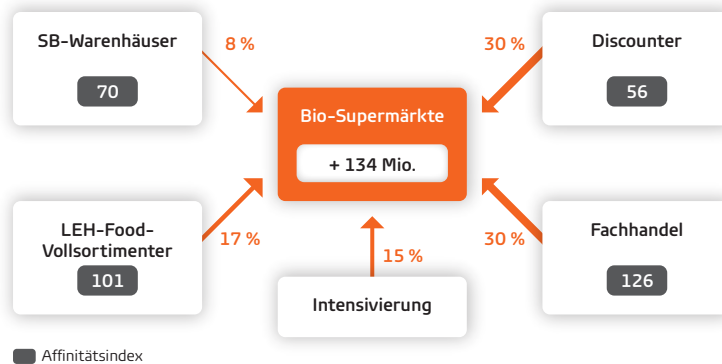 SB-Warenhäuser
70
8 %
30 %
Discounter
56
Bio-Supermärkte
+ 134 Mio.
LEH-Food-
Vollsortimenter
101
17 %
15 %
Intensivierung
30 %
Fachhandel
126
Affinitätsindex